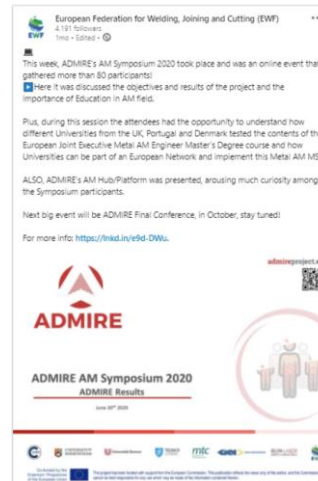 European Federation for Welding, Joining and Cutting (EWF)
4.191 followers
1mo • Edited •
This week, ADMIRE's AM Symposium 2020 took place and was an online event that
gathered more than 80 participants!
Here it was discussed the objectives and results of the project and the
importance of Education in AM field.
Plus, during this session the attendees had the opportunity to understand how
different Universities from the UK, Portugal and Denmark tested the contents of the
European Joint Executive Metal AM Engineer Master's Degree course and how
Universities can be part of an European Network and implement this Metal AM MS
ALSO, ADMIRE's AM Hub/Platform was presented, arousing much curiosity among
the Symposium participants.
Next big event will be ADMIRE Final Conference, in October, stay tuned!
For more info: https://lnkd.in/e9d-DWu.
admireproject.e
ADMIRE
ADMIRE AM Symposium 2020
ADMIRE Results
June 2020
mtc